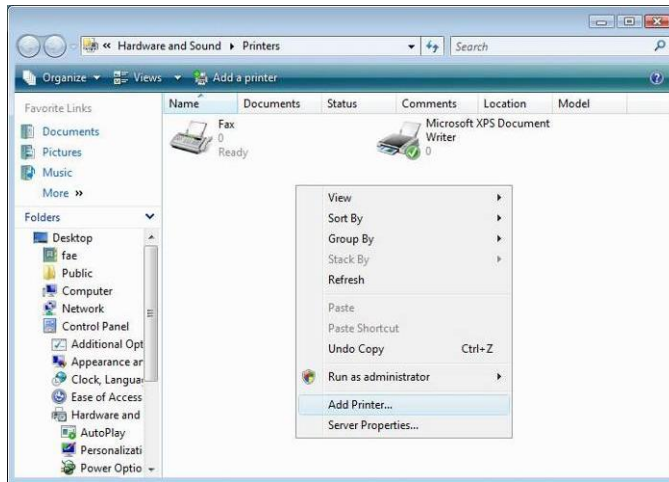 « Hardware and Sound ▸ Printers
Search
Organize Views Add a printer
Favorite Links
Documents
Pictures
Music
More »
Folders
Desktop
fae
Public
Computer
Network
Control Panel
Additional Opt
Appearance ar
Clock, Languag
Ease of Access
Hardware and
AutoPlay
Personalizati
Power Optio
Name Documents Status Comments Location Model
Fax
0
Ready
Microsoft XPS Document
Writer
0
View
Sort By
Group By
Stack By
Refresh
Paste
Paste Shortcut
Undo Copy Ctrl+Z
Run as administrator
Add Printer...
Server Properties...